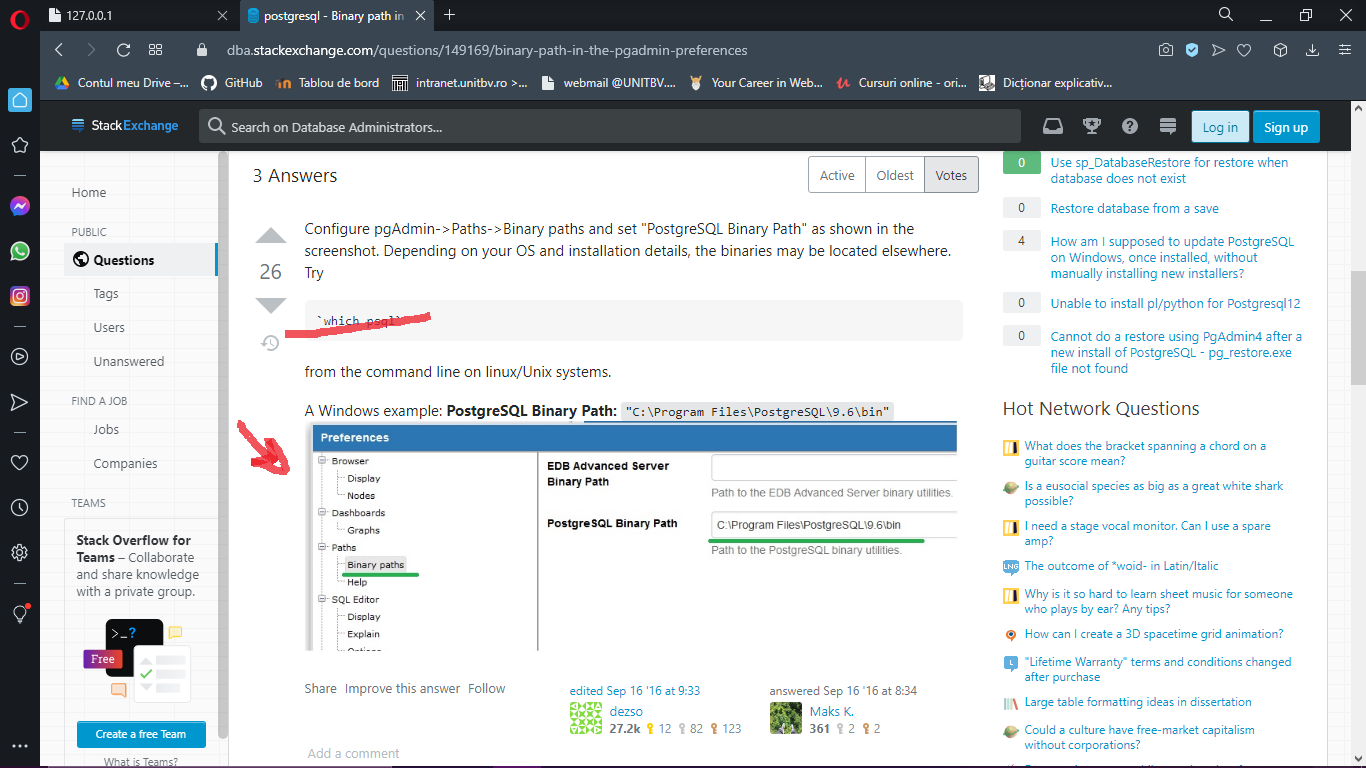 127.0.0.1
postgresql - Binary path in
dba.stackexchange.com/questions/149169/binary-path-in-the-pgadmin-preferences
Contul meu Drive –...
GitHub
Tablou de bord
intranet.unitbv.ro >...
webmail @UNITBV....
Your Career in Web...
Cursuri online - ori...
Dicționar explicativ...
StackExchange
Search on Database Administrators...
Log in
Sign up
Home
PUBLIC
Questions
Tags
Users
Unanswered
FIND A JOB
Jobs
Companies
TEAMS
Stack Overflow for
Teams – Collaborate
and share knowledge
with a private group.
>_?
Free
Create a free Team
What is Teams?
3 Answers
Active
Oldest
Votes
26
Configure pgAdmin->Paths->Binary paths and set "PostgreSQL Binary Path" as shown in the
screenshot. Depending on your OS and installation details, the binaries may be located elsewhere.
Try
`which psql`
from the command line on linux/Unix systems.
A Windows example: PostgreSQL Binary Path: "C:\Program Files\PostgreSQL\9.6\bin"
Preferences
Browser
Display
Nodes
Dashboards
Graphs
Paths
Binary paths
Help
SQL Editor
Display
Explain
Options
EDB Advanced Server
Binary Path
Path to the EDB Advanced Server binary utilities.
PostgreSQL Binary Path
C:\Program Files\PostgreSQL\9.6\bin
Path to the PostgreSQL binary utilities.
Share
Improve this answer
Follow
edited Sep 16 '16 at 9:33
dezso
27.2k 12 82 123
answered Sep 16 '16 at 8:34
Maks K.
361 2 2
Add a comment
0
Use sp_DatabaseRestore for restore when
database does not exist
0
Restore database from a save
4
How am I supposed to update PostgreSQL
on Windows, once installed, without
manually installing new installers?
0
Unable to install pl/python for Postgresql12
0
Cannot do a restore using PgAdmin4 after a
new install of PostgreSQL - pg_restore.exe
file not found
Hot Network Questions
What does the bracket spanning a chord on a
guitar score mean?
Is a eusocial species as big as a great white shark
possible?
I need a stage vocal monitor. Can I use a spare
amp?
LNG
The outcome of *woid- in Latin/Italic
Why is it so hard to learn sheet music for someone
who plays by ear? Any tips?
How can I create a 3D spacetime grid animation?
"Lifetime Warranty" terms and conditions changed
after purchase
Large table formatting ideas in dissertation
Could a culture have free-market capitalism
without corporations?